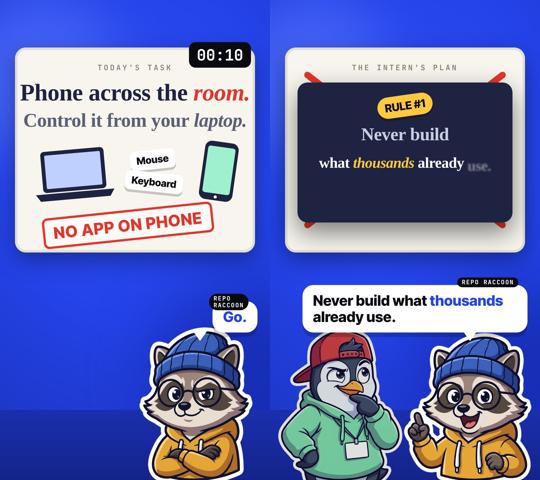 00:10
TODAY'S TASK
Phone across the room.
Control it from your laptop.
Mouse
Keyboard
NO APP ON PHONE
REPO
RACCOON
Go.
THE INTERN'S PLAN
RULE #1
Never build
what thousands already use.
REPO RACCOON
Never build what thousands
already use.